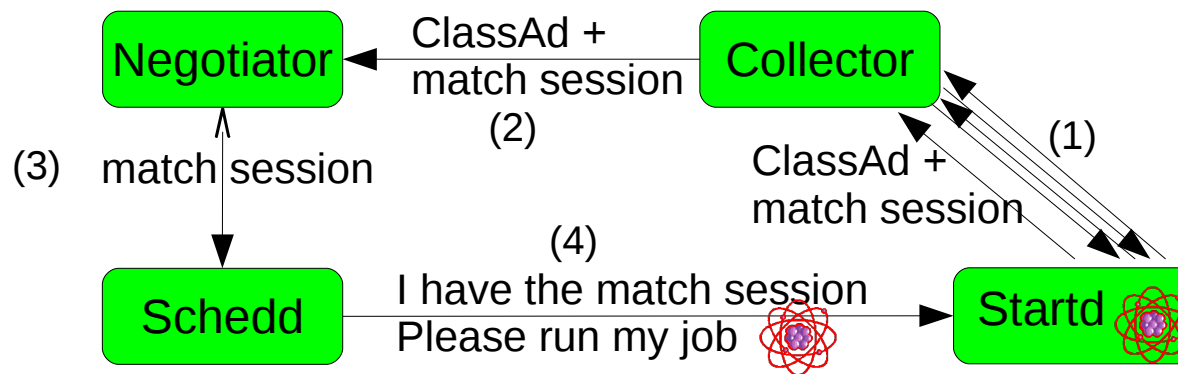 Negotiator
ClassAd +
match session
(2)
Collector
(1)
ClassAd +
match session
(3)
match session
(4)
Schedd
I have the match session
Please run my job
Startd